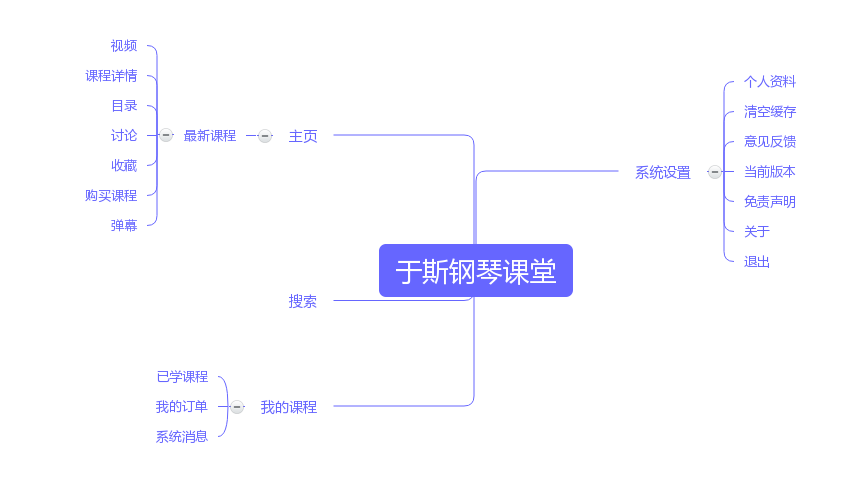 于斯钢琴课堂
主页
最新课程
视频
课程详情
目录
讨论
收藏
购买课程
弹幕
搜索
我的课程
已学课程
我的订单
系统消息
系统设置
个人资料
清空缓存
意见反馈
当前版本
免责声明
关于
退出